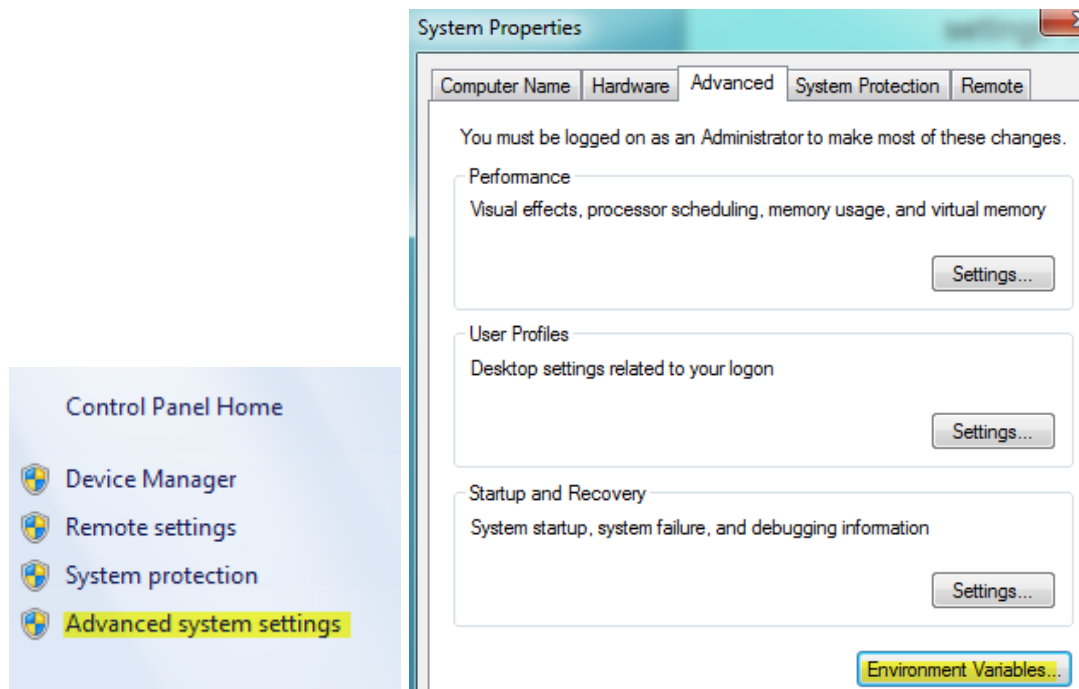 Control Panel Home
Device Manager
Remote settings
System protection
Advanced system settings
System Properties
Computer Name Hardware Advanced System Protection Remote
You must be logged on as an Administrator to make most of these changes.
Performance
Visual effects, processor scheduling, memory usage, and virtual memory
Settings...
User Profiles
Desktop settings related to your logon
Settings...
Startup and Recovery
System startup, system failure, and debugging information
Settings...
Environment Variables...